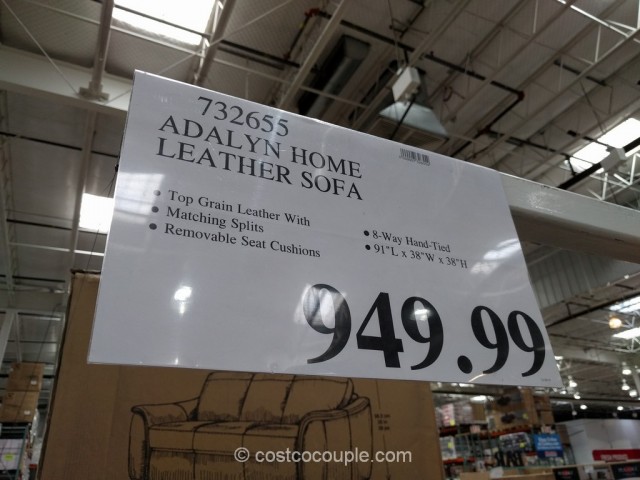 732655
ADALYN HOME
LEATHER SOFA
• Top Grain Leather With
• Matching Splits
• Removable Seat Cushions
• 8-Way Hand-Tied
• 91"L x 38"W x 38"H
949.99
© costcocouple.com